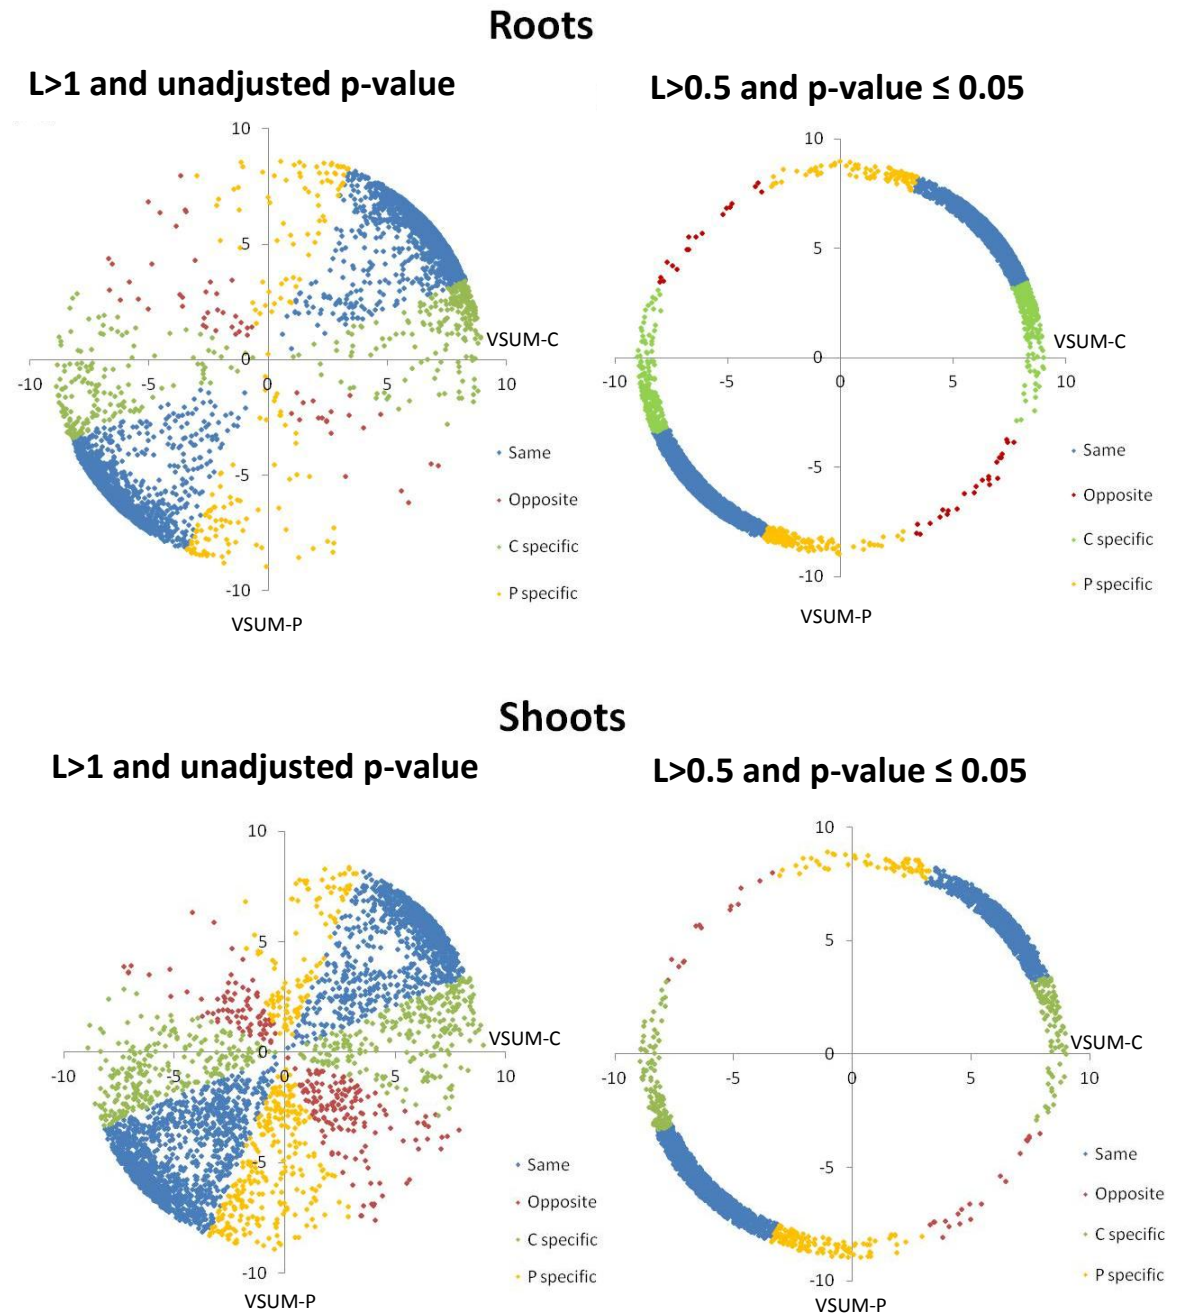 Roots
L>1 and unadjusted p-value
L>0.5 and p-value ≤ 0.05
10
5
0
-5
-10
-10
-5
0
5
10
VSUM-C
VSUM-P
Same
Opposite
C specific
P specific
10
5
0
-5
-10
-10
-5
0
5
10
VSUM-C
VSUM-P
Same
Opposite
C specific
P specific
Shoots
L>1 and unadjusted p-value
L>0.5 and p-value ≤ 0.05
10
5
0
-5
-10
-10
-5
0
5
10
VSUM-C
VSUM-P
Same
Opposite
C specific
P specific
10
5
0
-5
-10
-10
-5
0
5
10
VSUM-C
VSUM-P
Same
Opposite
C specific
P specific